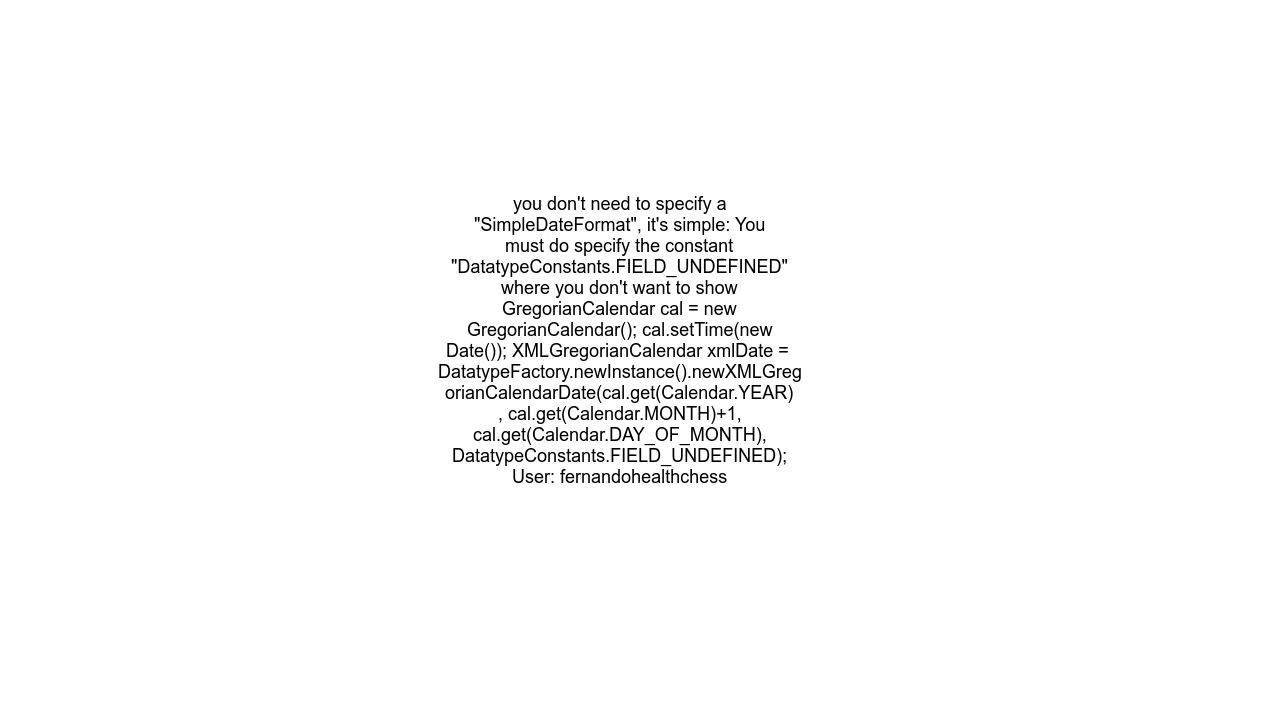 you don't need to specify a
"SimpleDateFormat", it's simple: You
must do specify the constant
"DatatypeConstants.FIELD_UNDEFINED"
where you don't want to show
GregorianCalendar cal = new
GregorianCalendar(); cal.setTime(new
Date()); XMLGregorianCalendar xmlDate =
DatatypeFactory.newInstance().newXMLGreg
orianCalendarDate(cal.get(Calendar.YEAR)
, cal.get(Calendar.MONTH)+1,
cal.get(Calendar.DAY_OF_MONTH),
DatatypeConstants.FIELD_UNDEFINED);
User: fernandohealthchess